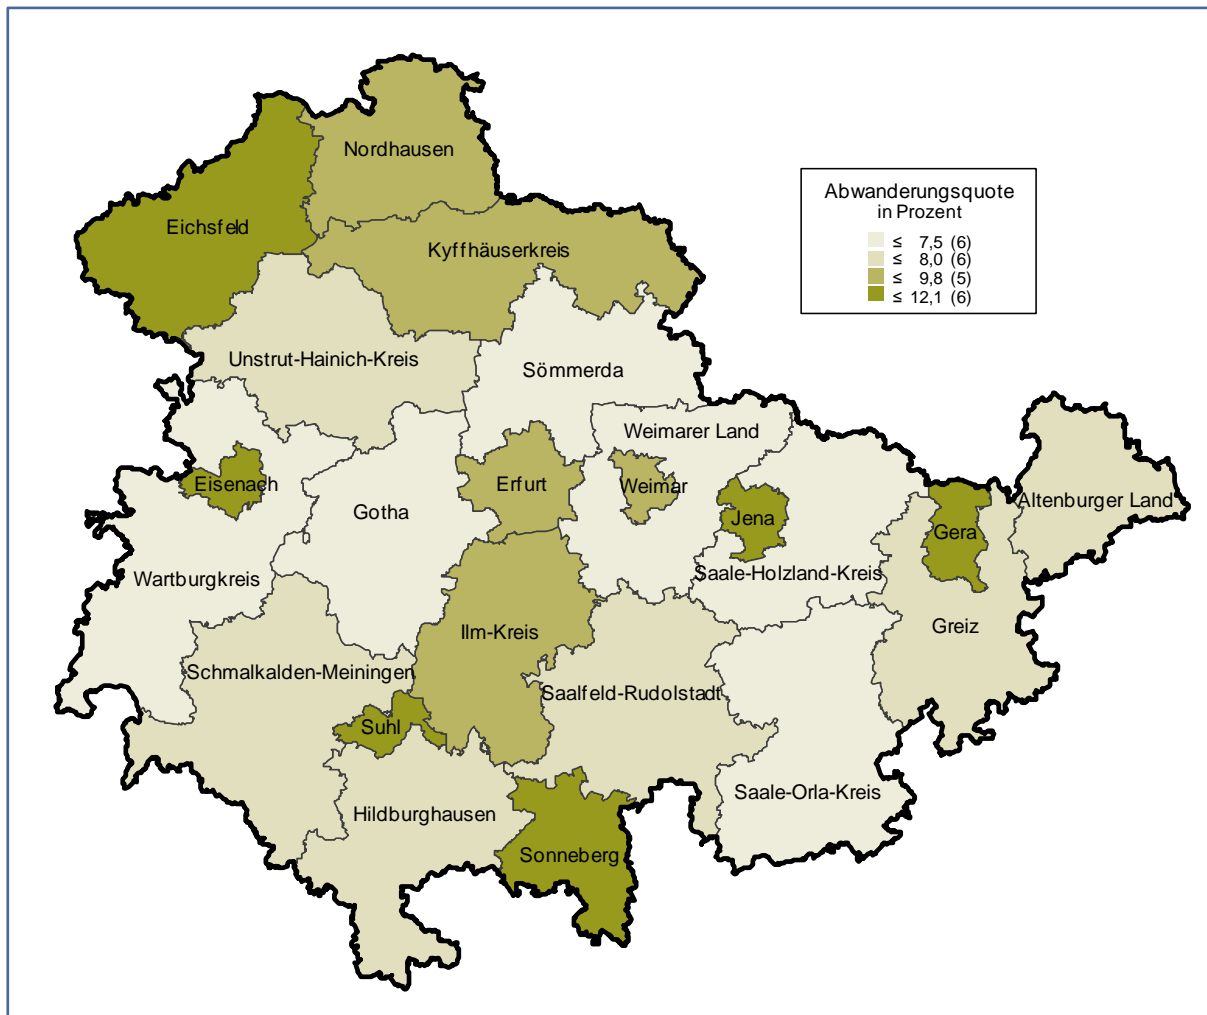 Nordhausen
Abwanderungsquote
in Prozent
≤ 7,5 (6)
≤ 8,0 (6)
≤ 9,8 (5)
≤ 12,1 (6)
Eichsfeld
Kyffhäuserkreis
Unstrut-Hainich-Kreis
Sömmerda
Weimarer Land
Eisenach
Erfurt
Weimar
Altenburger Land
Gotha
Jena
Gera
Wartburgkreis
Saale-Holzland-Kreis
Ilm-Kreis
Greiz
Schmalkalden-Meiningen
Saalfeld-Rudolstadt
Suhl
Saale-Orla-Kreis
Hildburghausen
Sonneberg